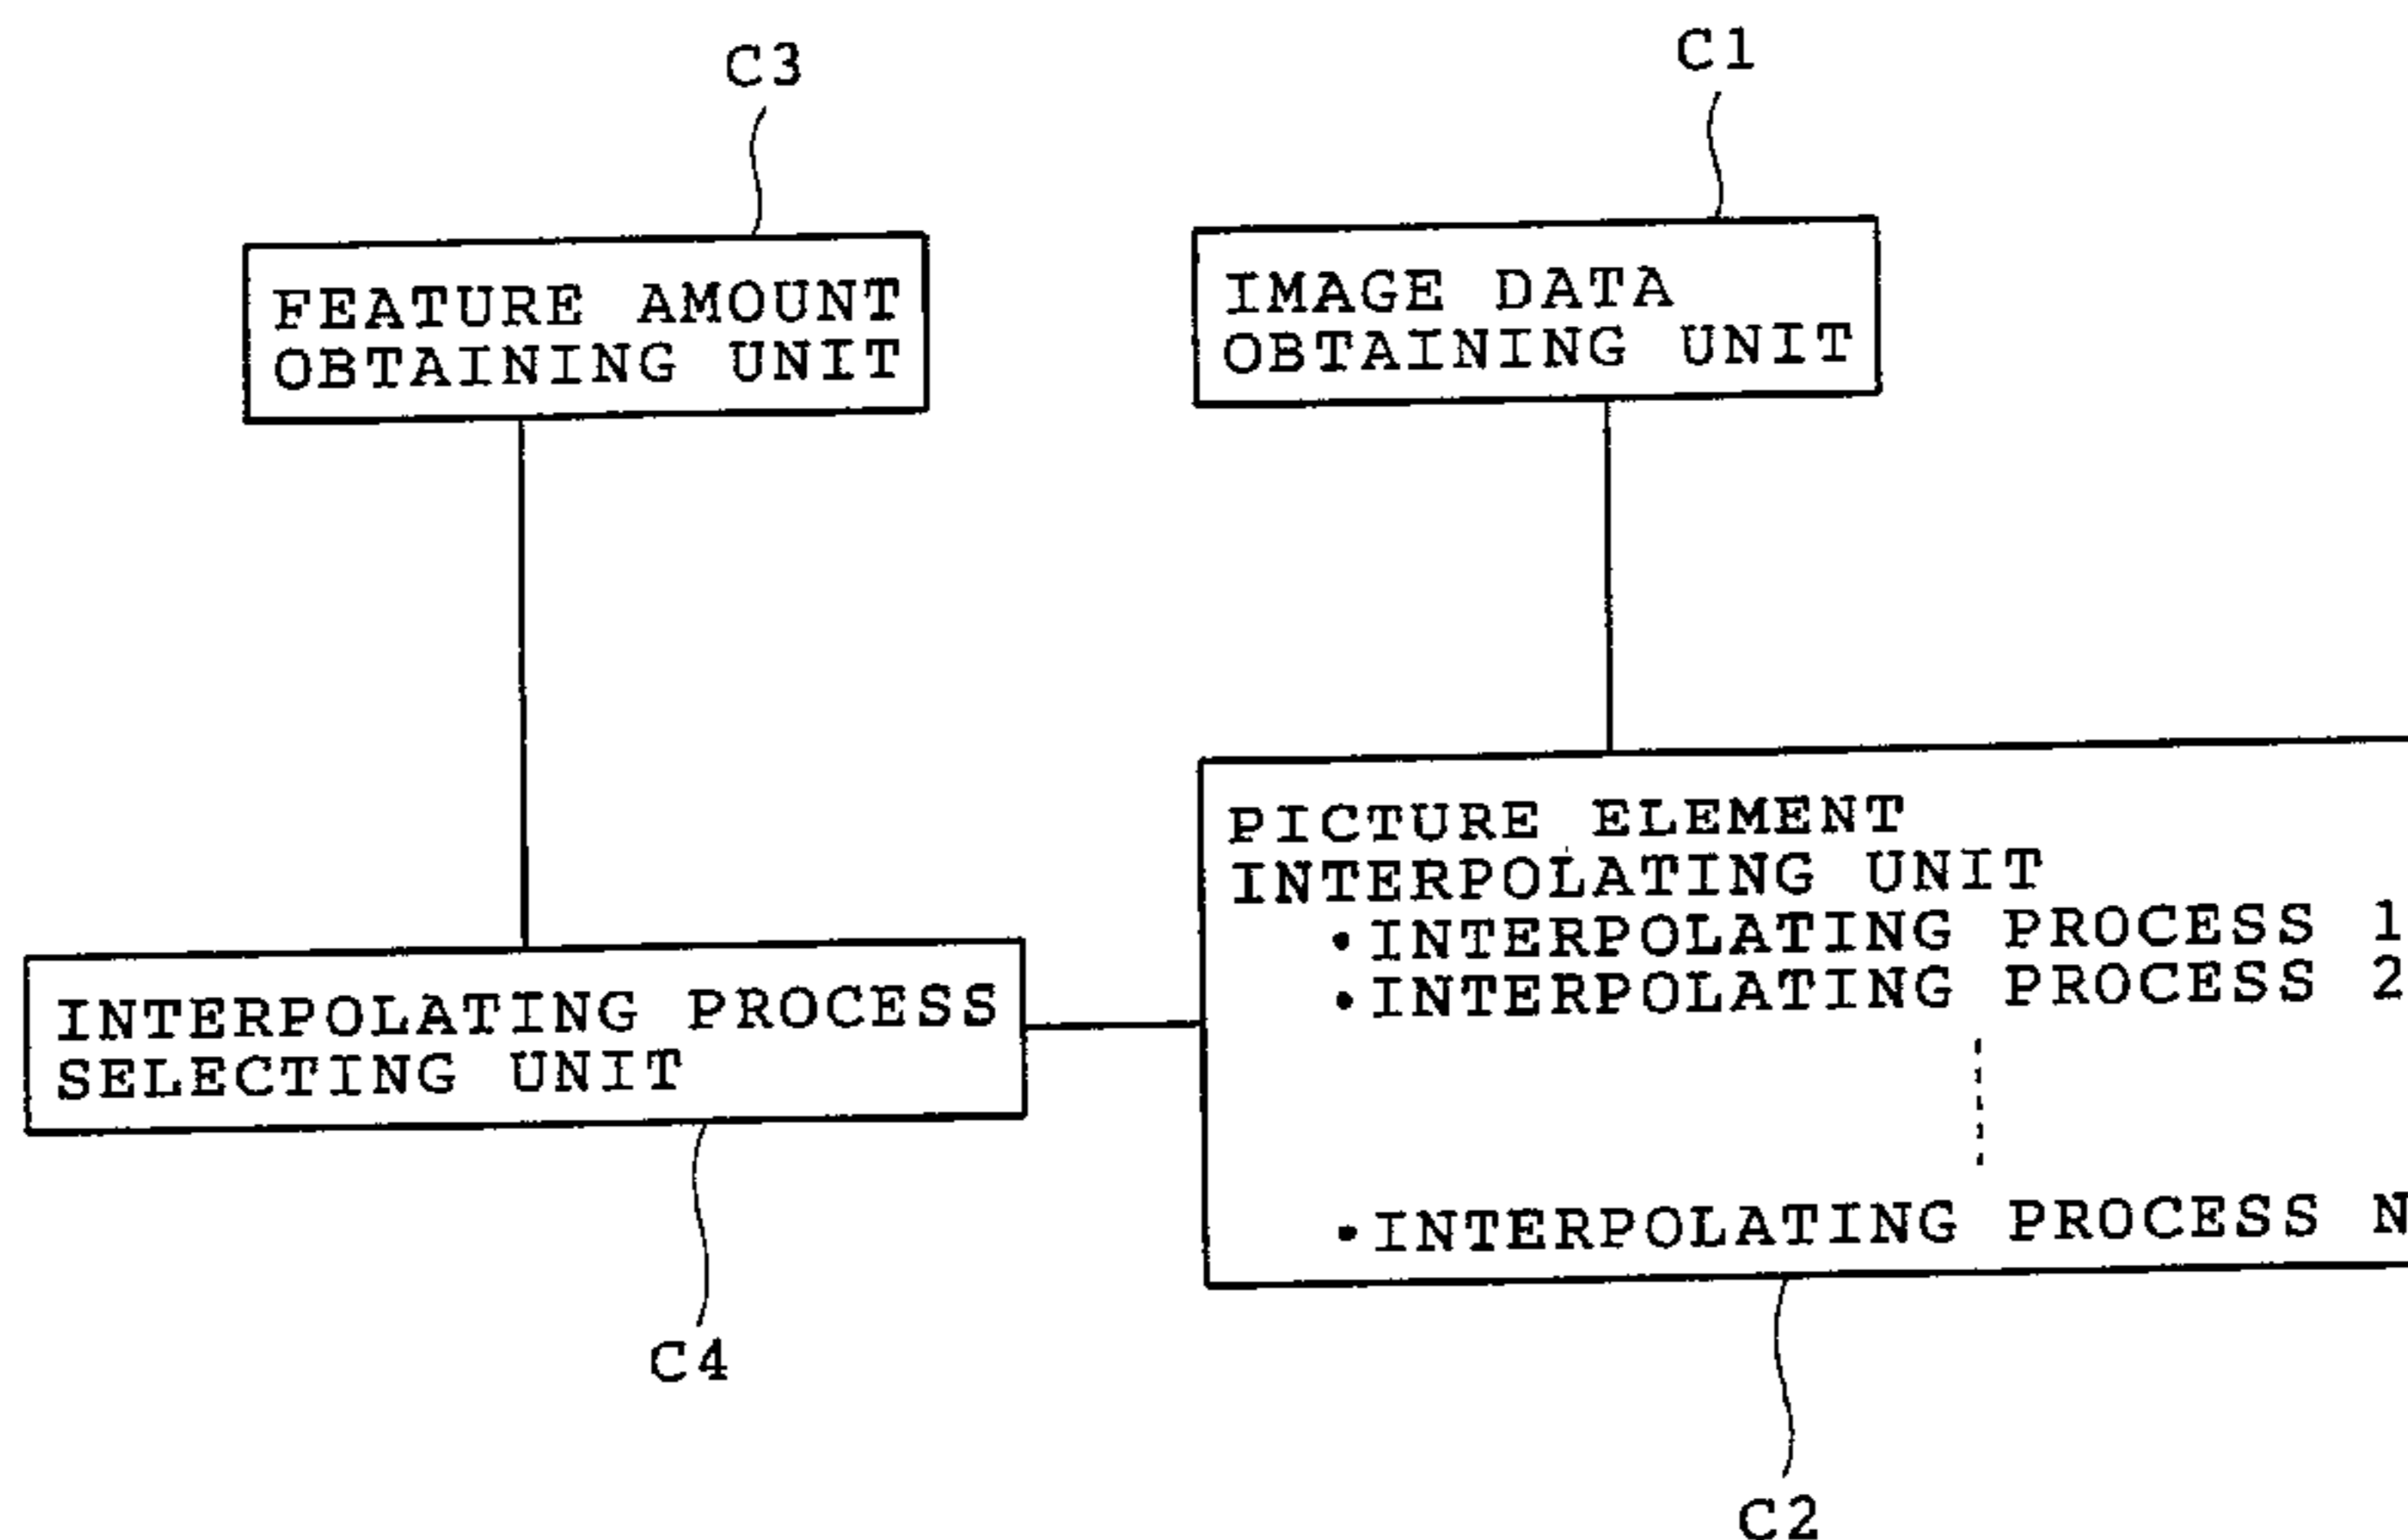 C3
C1
FEATURE AMOUNT
OBTAINING UNIT
IMAGE DATA
OBTAINING UNIT
PICTURE ELEMENT
INTERPOLATING UNIT
•INTERPOLATING PROCESS 1
•INTERPOLATING PROCESS 2
•INTERPOLATING PROCESS N
INTERPOLATING PROCESS
SELECTING UNIT
C4
C2